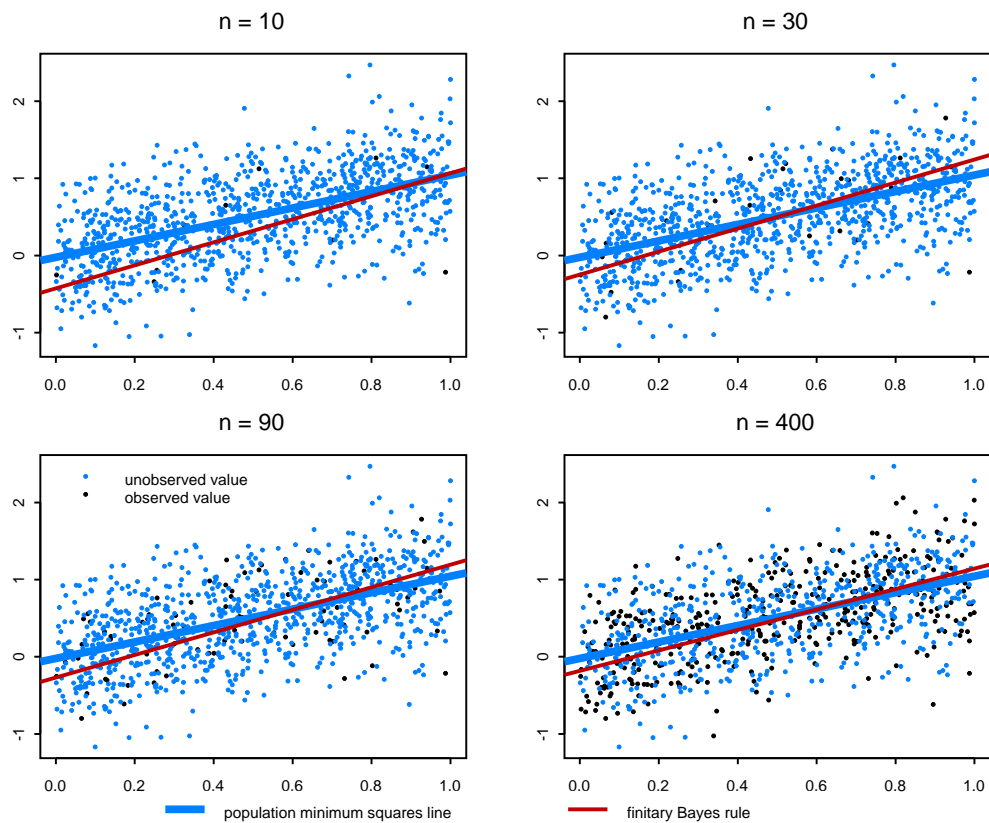 n = 10
n = 30
2
1
0
-1
0.0 0.2 0.4 0.6 0.8 1.0
2
1
0
-1
0.0 0.2 0.4 0.6 0.8 1.0
n = 90
n = 400
unobserved value
observed value
2
1
0
-1
0.0 0.2 0.4 0.6 0.8 1.0
2
1
0
-1
0.0 0.2 0.4 0.6 0.8 1.0
population minimum squares line
finitary Bayes rule